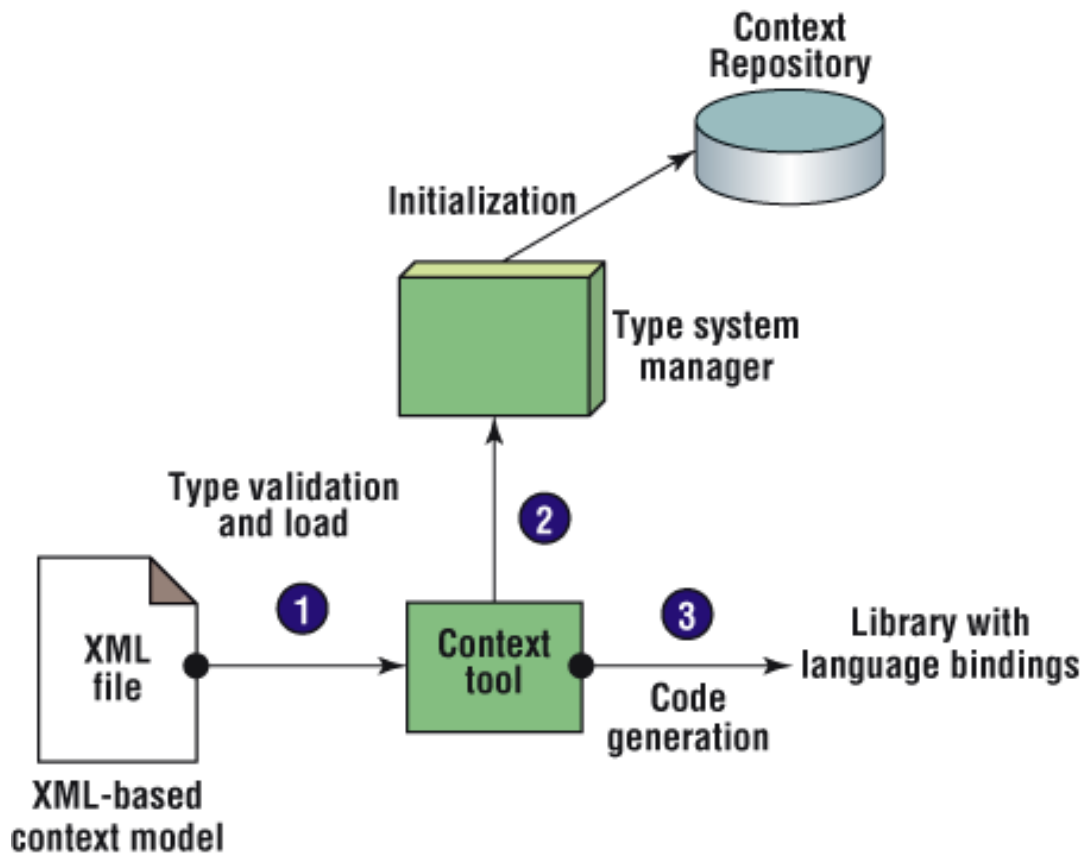 Context
Repository
Initialization
Type system
manager
Type validation
and load
2
1
3
XML
file
Context
tool
Library with
language bindings
Code
generation
XML-based
context model